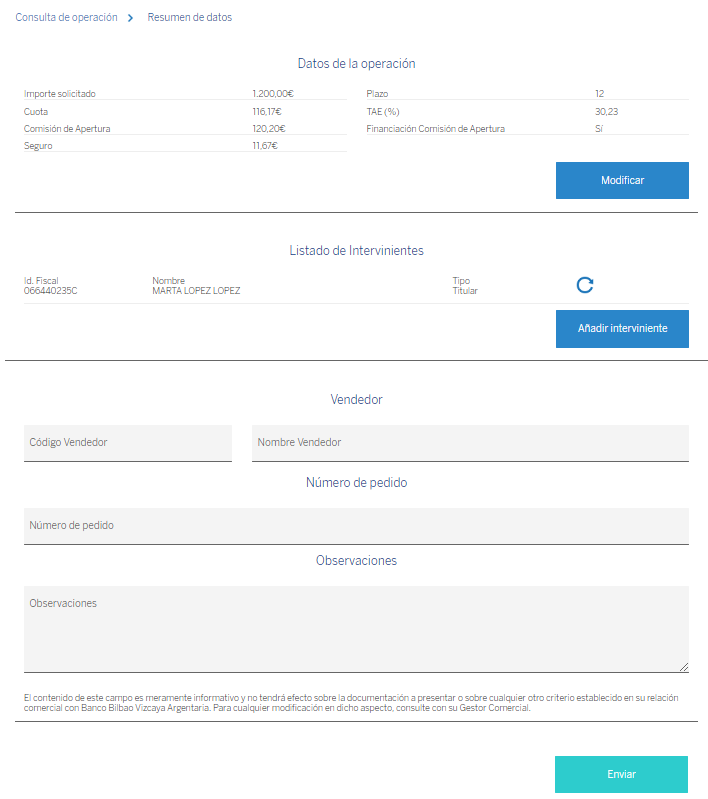 Consulta de operación > Resumen de datos
Datos de la operación
Importe solicitado 1.200,00€ Plazo 12
Cuota 116,17€ TAE (%) 30,23
Comisión de Apertura 120,20€ Financiación Comisión de Apertura Sí
Seguro 11,67€
Modificar
Listado de Intervinientes
Id. Fiscal Nombre Tipo
066440235C MARTA LOPEZ LOPEZ Titular
Añadir interviniente
Vendedor
Código Vendedor Nombre Vendedor
Número de pedido
Número de pedido
Observaciones
Observaciones
El contenido de este campo es meramente informativo y no tendrá efecto sobre la documentación a presentar o sobre cualquier otro criterio establecido en su relación
comercial con Banco Bilbao Vizcaya Argentaria. Para cualquier modificación en dicho aspecto, consulte con su Gestor Comercial.
Enviar